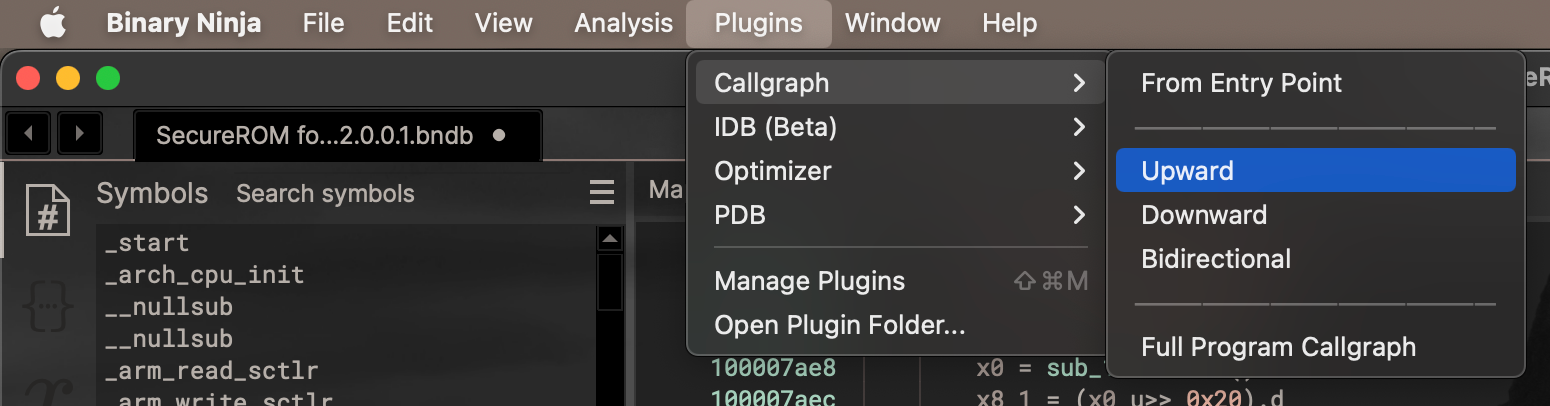 Binary Ninja File Edit View Analysis Plugins Window Help
SecureROM fo...2.0.0.1.bndb
Symbols Search symbols
_start
_arch_cpu_init
__nullsub
__nullsub
_arm_read_sctlr
_arm_write_sctlr
Ma
Callgraph
IDB (Beta)
Optimizer
PDB
Manage Plugins ⇧⌘M
Open Plugin Folder...
From Entry Point
Upward
Downward
Bidirectional
Full Program Callgraph
100007ae8 x0 = sub_
100007aec x8_1 = (x0 u>> 0x20).d